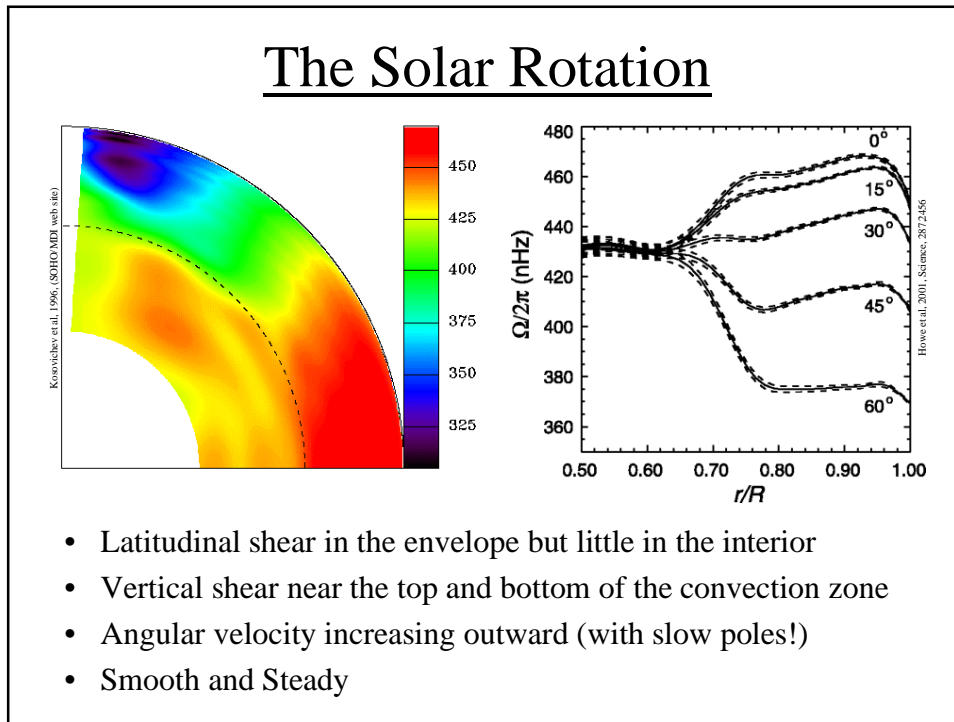 The Solar Rotation
Kosovichev et al, 1996, (SOHO/MDI web site)
450
425
400
375
350
325
480
460
440
420
400
380
360
Ω/2π (nHz)
0°
15°
30°
45°
60°
0.50 0.60 0.70 0.80 0.90 1.00
r/R
Howe et al, 2001, Science, 287,2456
• Latitudinal shear in the envelope but little in the interior
• Vertical shear near the top and bottom of the convection zone
• Angular velocity increasing outward (with slow poles!)
• Smooth and Steady